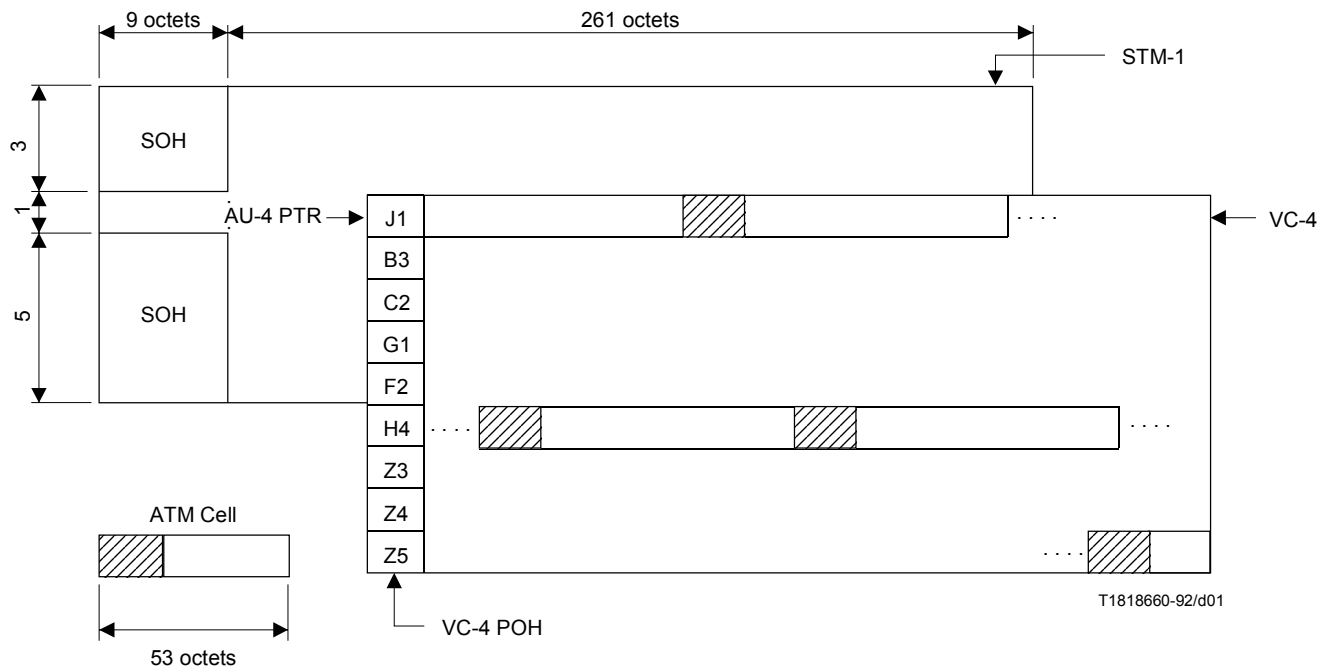 9 octets
261 octets
STM-1
3
SOH
1
AU-4 PTR
J1
. . . .
VC-4
B3
C2
5
SOH
G1
F2
. . . .
H4
. . . .
Z3
ATM Cell
Z4
Z5
. . . .
T1818660-92/d01
VC-4 POH
53 octets